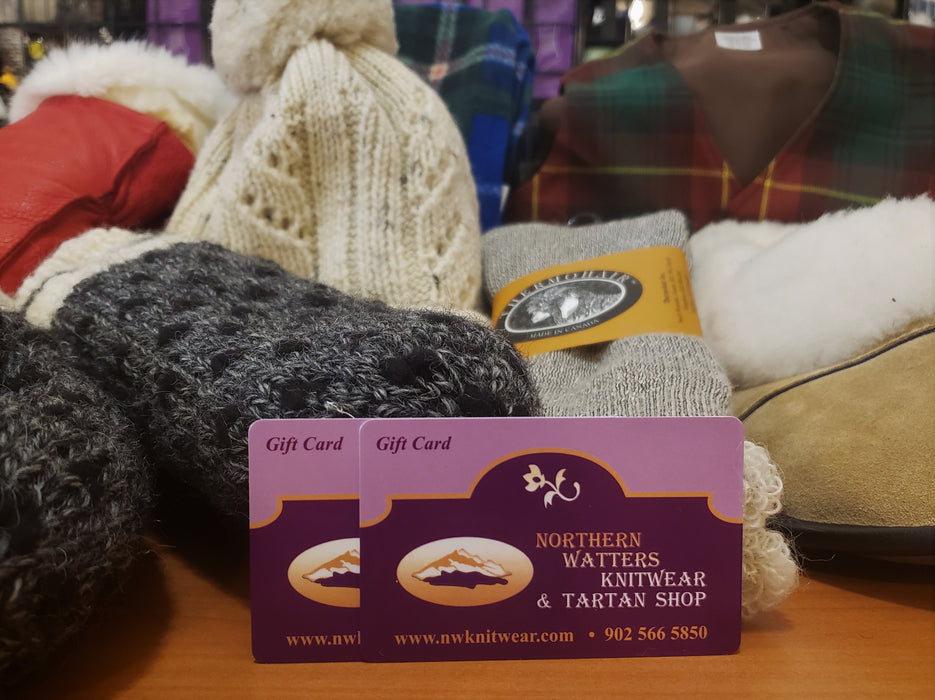 THERMOHAIR
MADE IN CANADA
Gift Card
www.nwk
Gift Card
NORTHERN
WATTERS
KNITWEAR
& TARTAN SHOP
www.nwknitwear.com • 902 566 5850